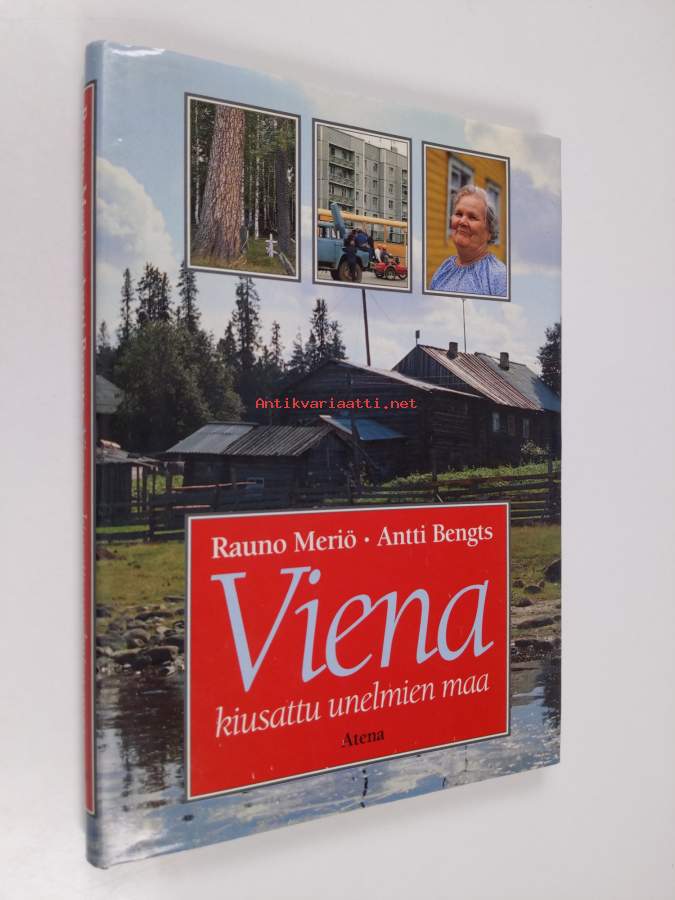 Antikvariaatti.net
Rauno Meriö · Antti Bengts
Viena
kiusattu unelmien maa
Atena